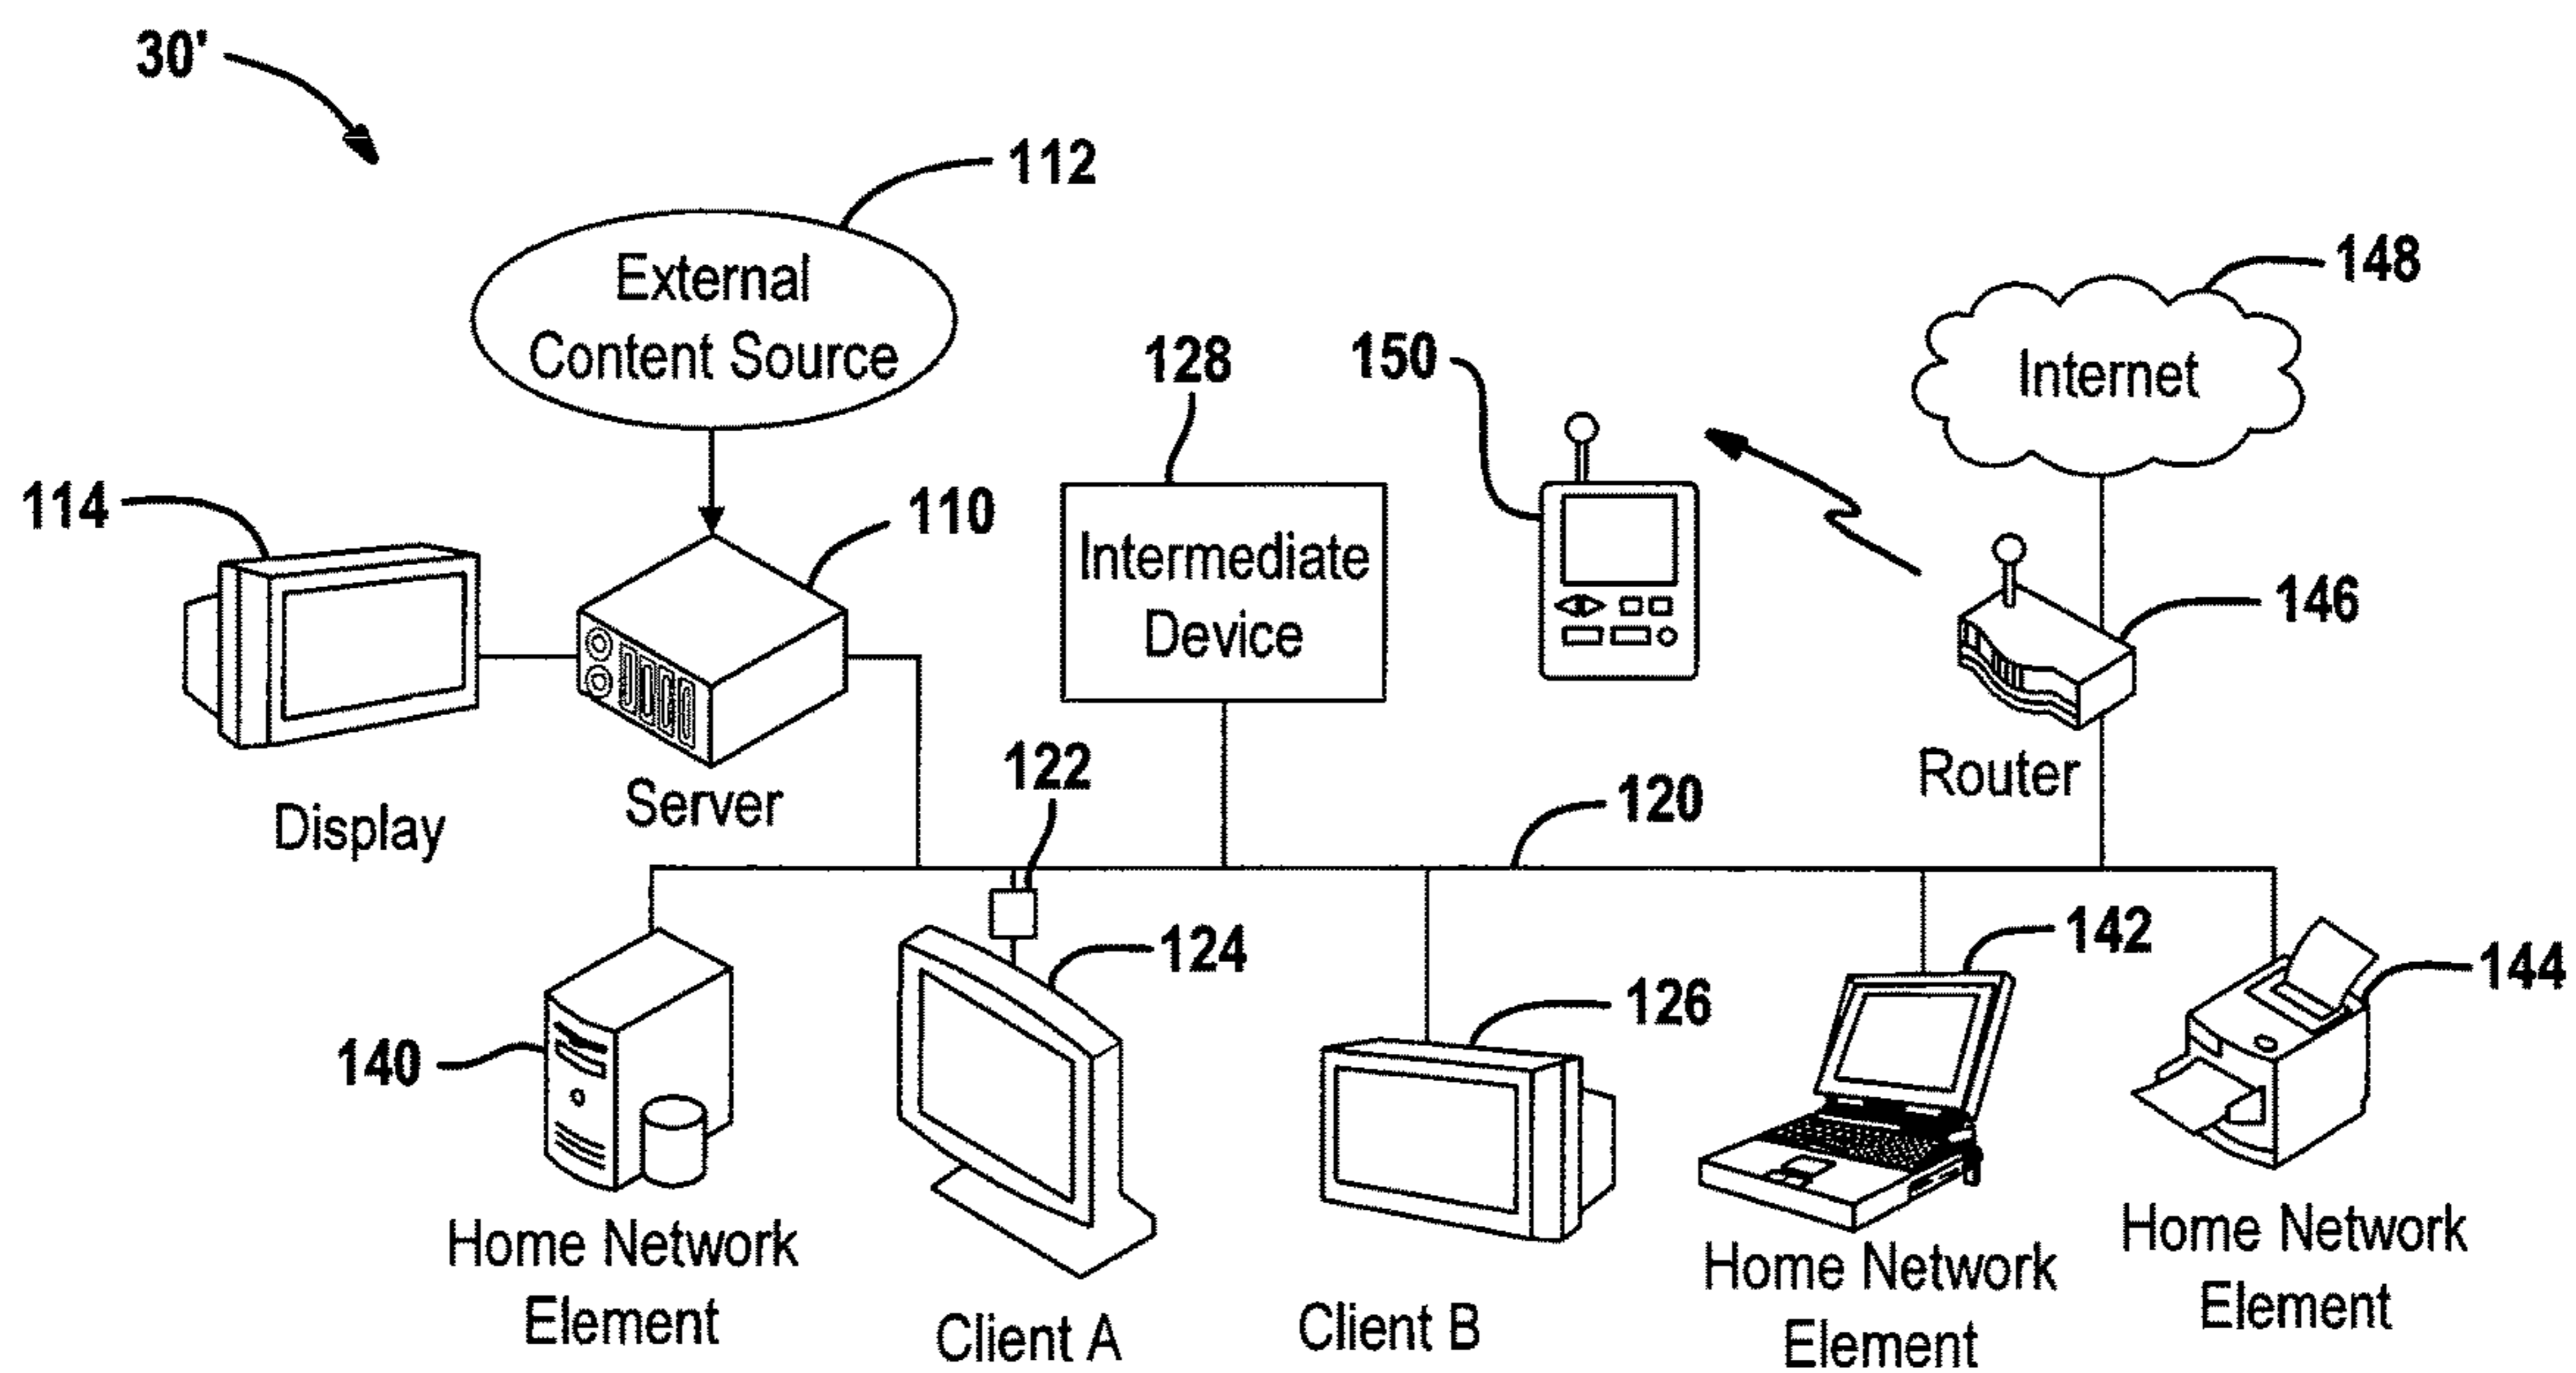 30'
112
External
Content Source
148
Internet
128
150
114
110
Intermediate
Device
146
Router
Display
Server
122
120
124
142
144
126
140
Home Network
Element
Client A
Client B
Home Network
Element
Home Network
Element